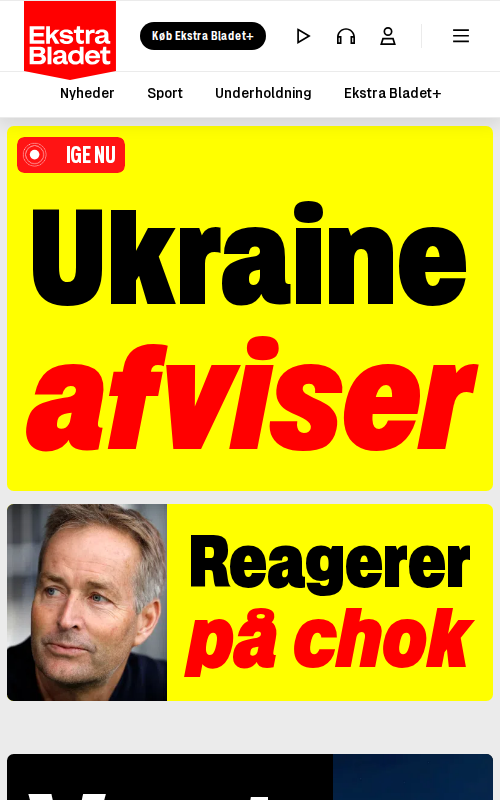 Ekstra
Bladet
Køb Ekstra Bladet+
Nyheder
Sport
Underholdning
Ekstra Bladet+
IGE NU
Ukraine
afviser
Reagerer
på chok